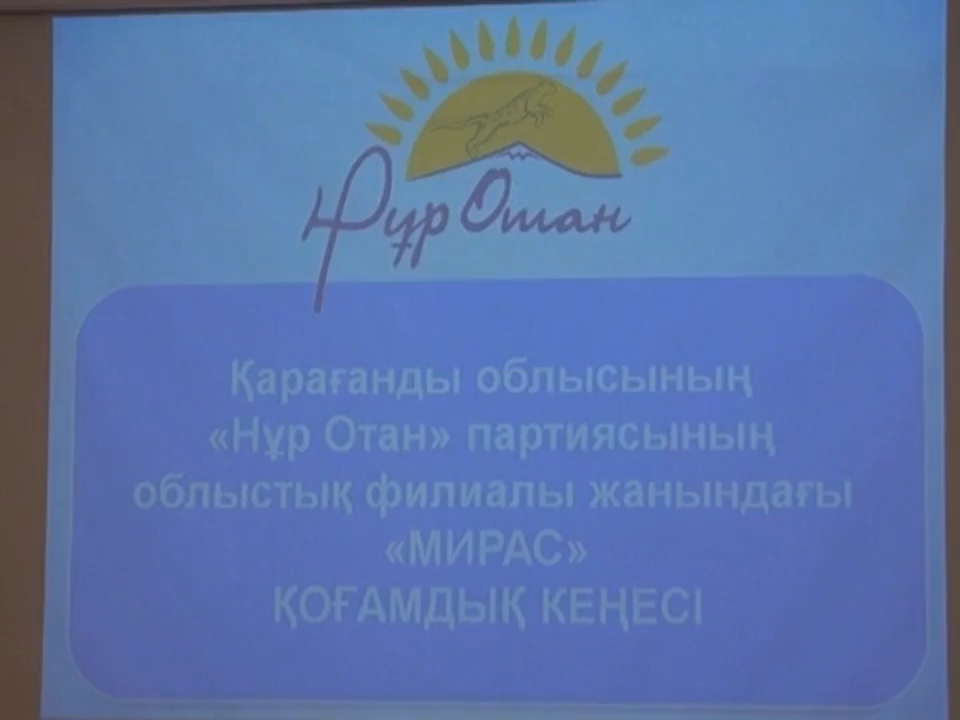 Нұр Отан
Қарағанды облысының
«Нұр Отан» партиясының
облыстық филиалы жанындағы
«МИРАС»
ҚОҒАМДЫҚ КЕҢЕСІ